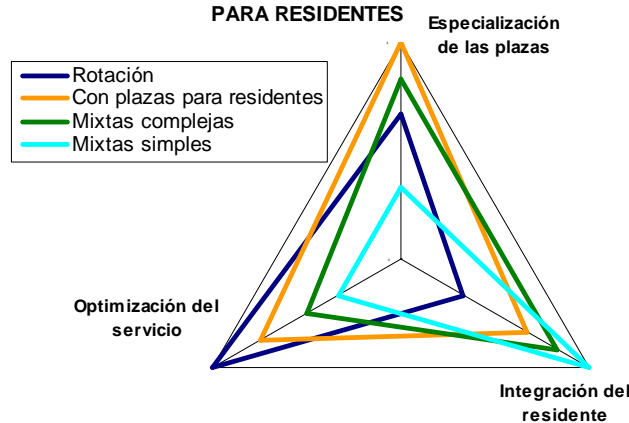 PARA RESIDENTES
Especialización
de las plazas
Rotación
Con plazas para residentes
Mixtas complejas
Mixtas simples
Optimización del
servicio
Integración del
residente